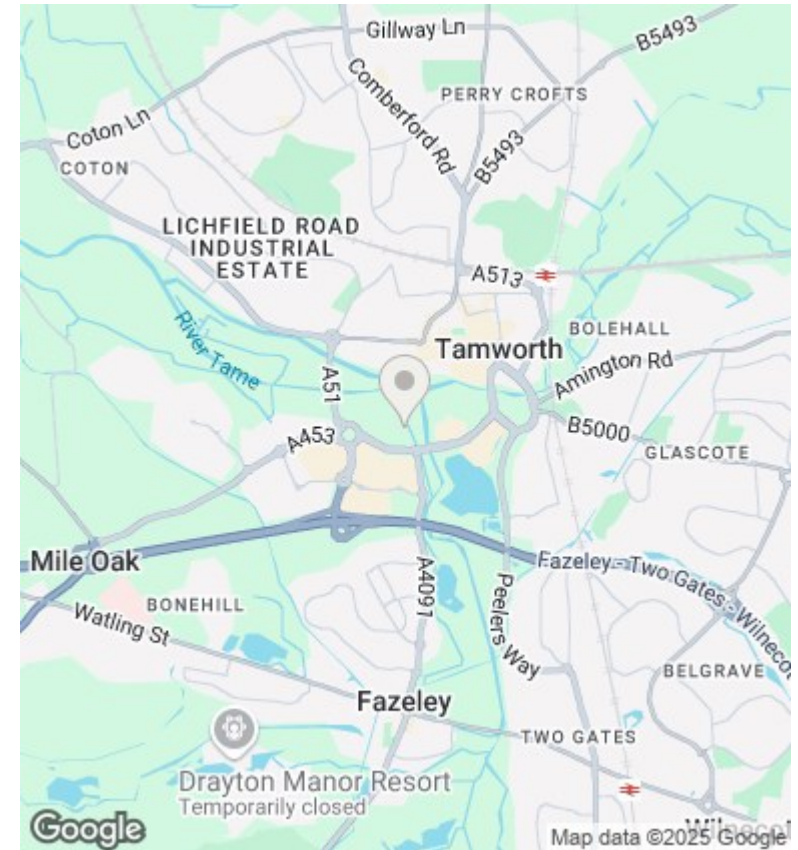 Gillway Ln
B5493
PERRY CROFTS
Comberford Rd
Coton Ln
B5493
COTON
LICHFIELD ROAD
INDUSTRIAL
ESTATE
A513
River Tame
BOLEHALL
Tamworth
A51
Amington Rd
A453
B5000
GLASCOTE
Mile Oak
Fazeley - Two Gates - Wilnecot
A4091
BONEHILL
Peelers Way
Watling St
BELGRAVE
Fazeley
TWO GATES
Drayton Manor Resort
Temporarily closed
Google
Map data ©2025 Google